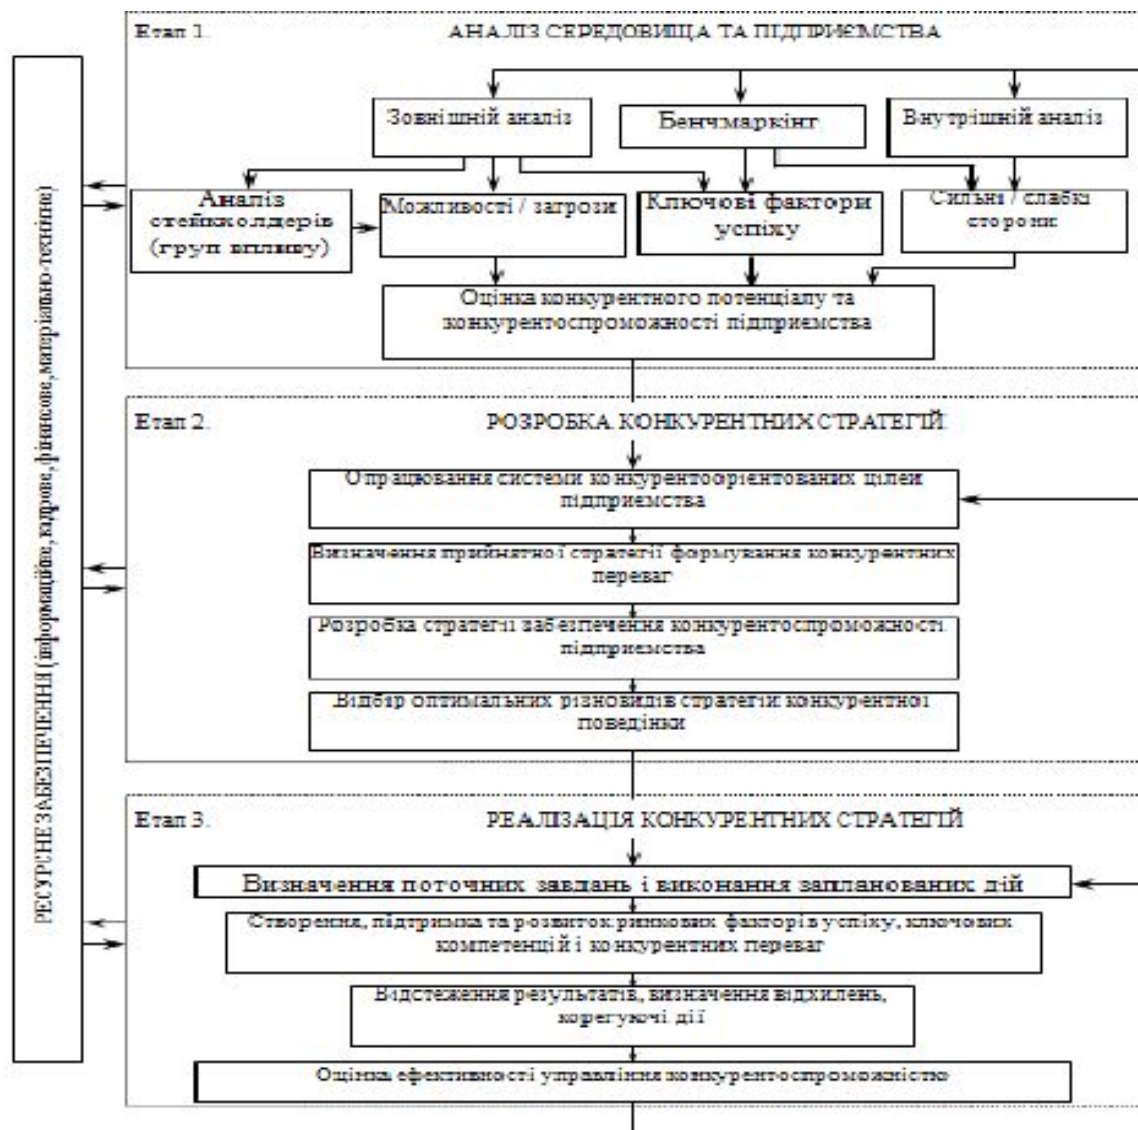 Етап 1. АНАЛІЗ СЕРЕДОВИЩА ТА ПІДПРИЄМСТВА
Зовнішній аналіз
Бенчмаркінг
Внутрішній аналіз
Аналіз
стейкхолдерів
(груп впливу)
Можливості / загрози
Ключові фактори
успіху
Сильні / слабкі
сторони
Оцінка конкурентного потенціалу та
конкурентоспроможності підприємства
РЕСУРСНЕ ЗАБЕЗПЕЧЕННЯ (інформаційне, кадрове, фінансове, матеріально-технічне)
Етап 2. РОЗРОБКА КОНКУРЕНТНИХ СТРАТЕГІЙ
Опрацювання системи конкурентоорієнтованих цілей
підприємства
Визначення прийнятної стратегії формування конкурентних
переваг
Розробка стратегії забезпечення конкурентоспроможності
підприємства
Відбір оптимальних різновидів стратегій конкурентної
поведінки
Етап 3. РЕАЛІЗАЦІЯ КОНКУРЕНТНИХ СТРАТЕГІЙ
Визначення поточних завдань і виконання запланованих дій
Створення, підтримка та розвиток ринкових факторів успіху, ключових
компетенцій і конкурентних переваг
Відстеження результатів, визначення відхилень,
корегуючі дії
Оцінка ефективності управління конкурентоспроможністю